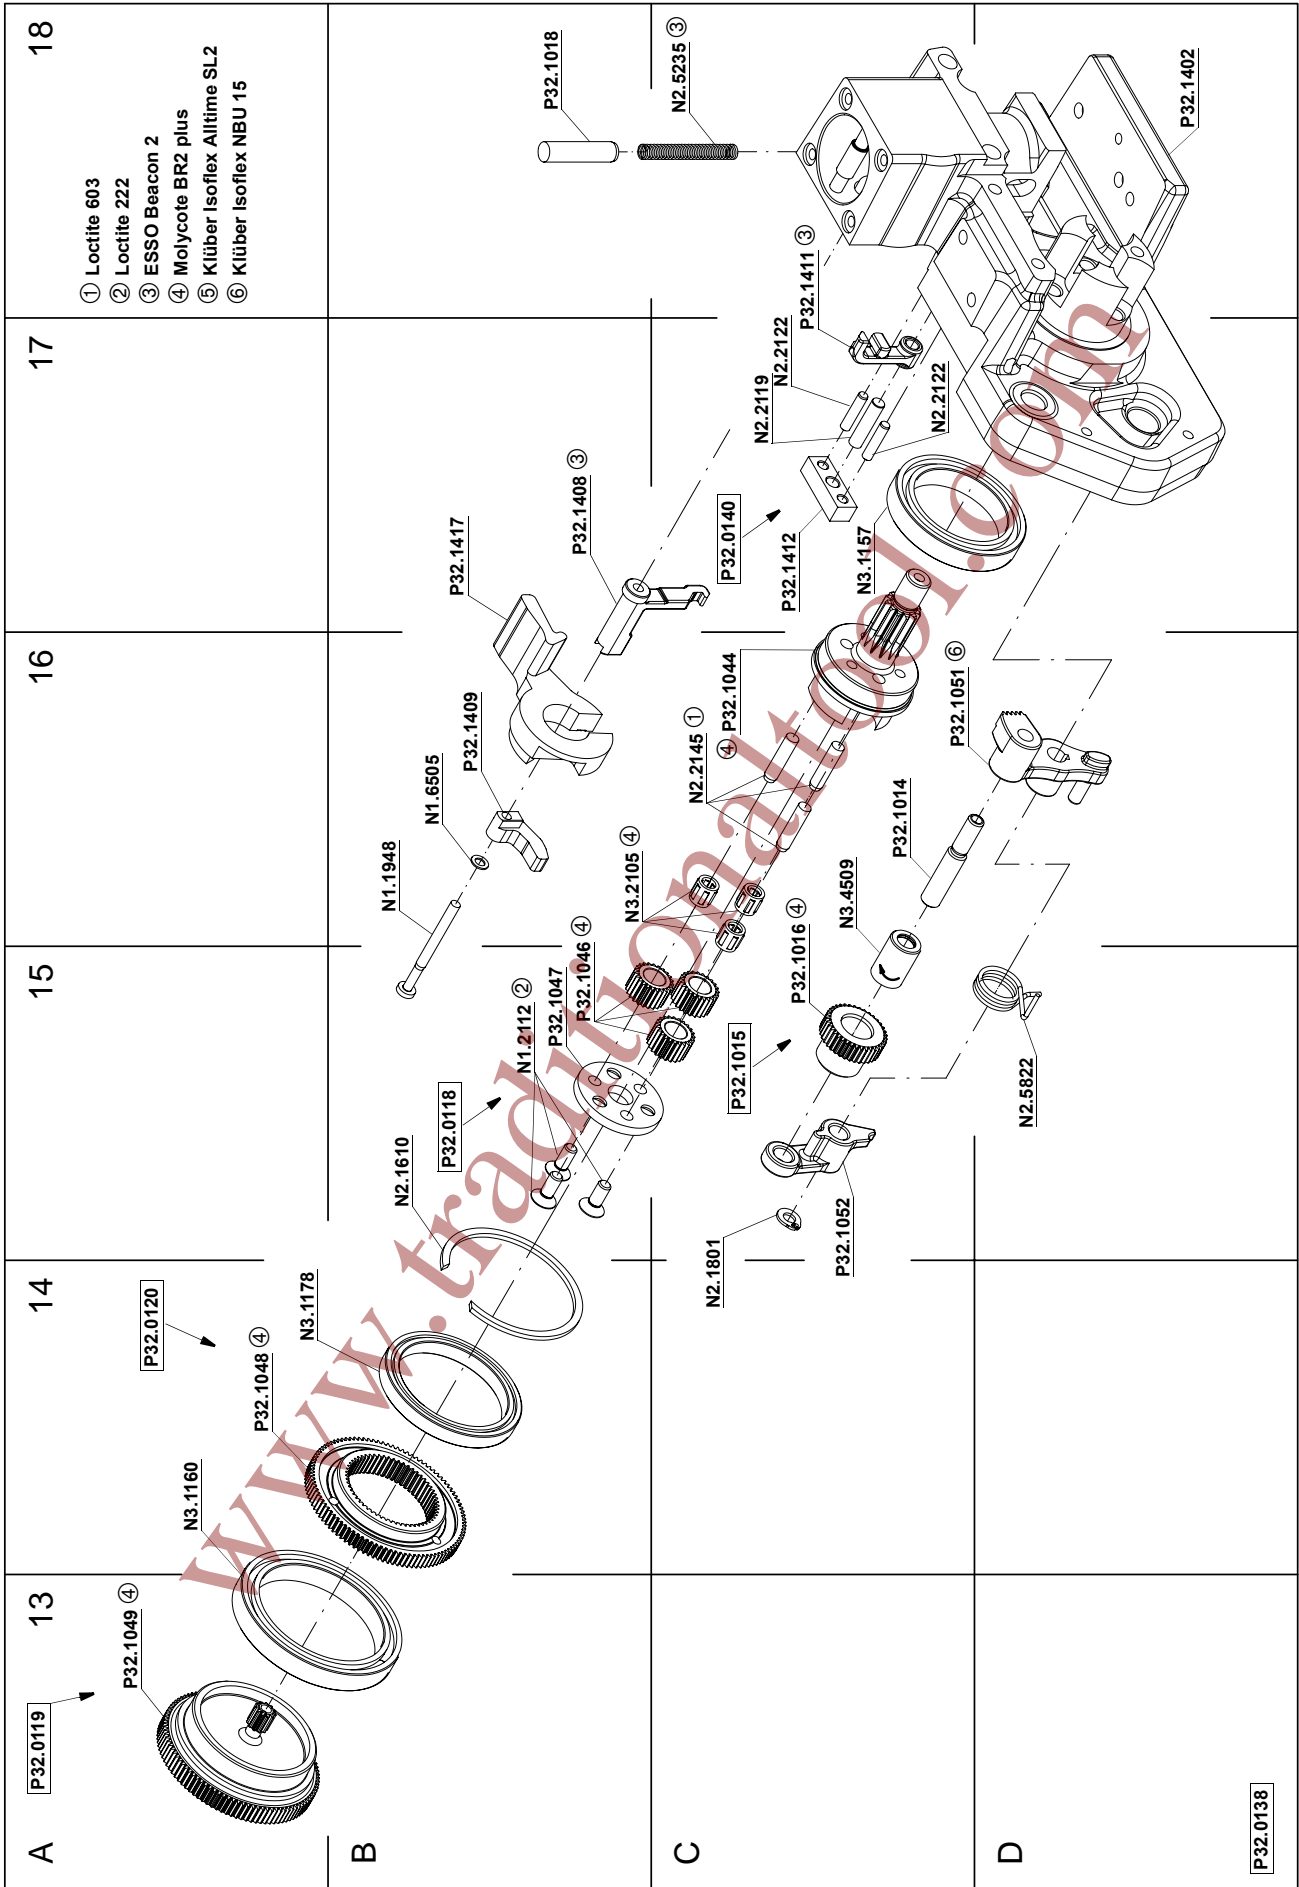 13
14
15
16
17
18
A
B
C
D
① Loctite 603
② Loctite 222
③ ESSO Beacon 2
④ Molycote BR2 plus
⑤ Klüber Isoflex Alltime SL2
⑥ Klüber Isoflex NBU 15
P32.0119
P32.1049 ④
N3.1160
P32.1048 ④
P32.0120
N3.1178
N2.1610
P32.0118
N1.2112 ②
P32.1047
P32.1046 ④
N3.2105 ④
N2.2145 ①
④ P32.1044
N1.1948
N1.6505
P32.1409
P32.1417
P32.1408 ③
P32.0140
P32.1412
N2.2119
N2.2122
P32.1411 ③
N2.2122
N3.1157
P32.1018
N2.5235 ③
P32.1402
N2.1801
P32.1052
P32.1015
P32.1016 ④
N3.4509
P32.1014
P32.1051 ⑥
N2.5822
P32.0138
www.traditionaltool.com